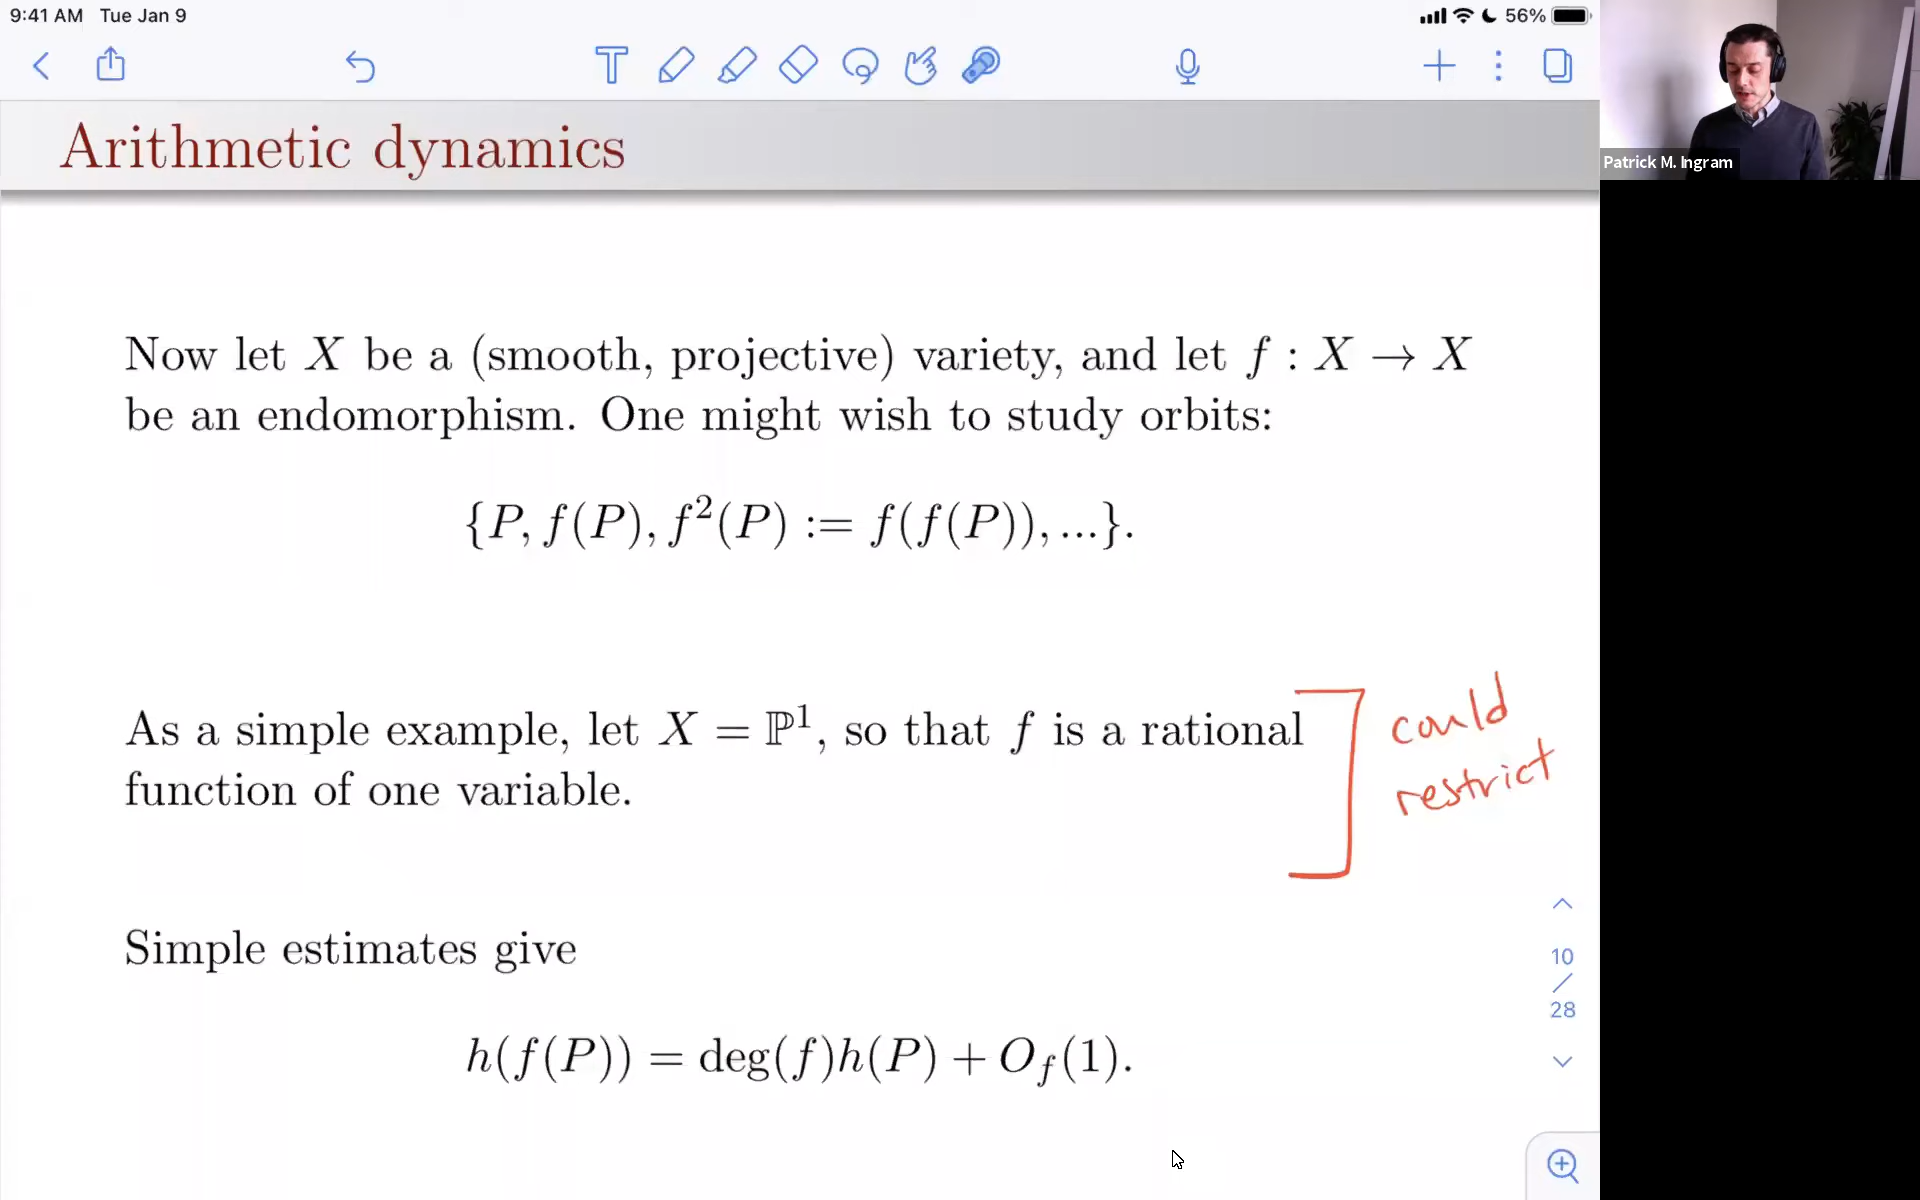 9:41 AM Tue Jan 9
56%
Arithmetic dynamics
Patrick M. Ingram
Now let X be a (smooth, projective) variety, and let f : X → X
be an endomorphism. One might wish to study orbits:
{P, f(P), f²(P) := f(f(P)), ...}.
As a simple example, let X = ℙ¹, so that f is a rational
function of one variable.
could
restrict
Simple estimates give
h(f(P)) = deg(f)h(P) + O_f(1).
10
/
28